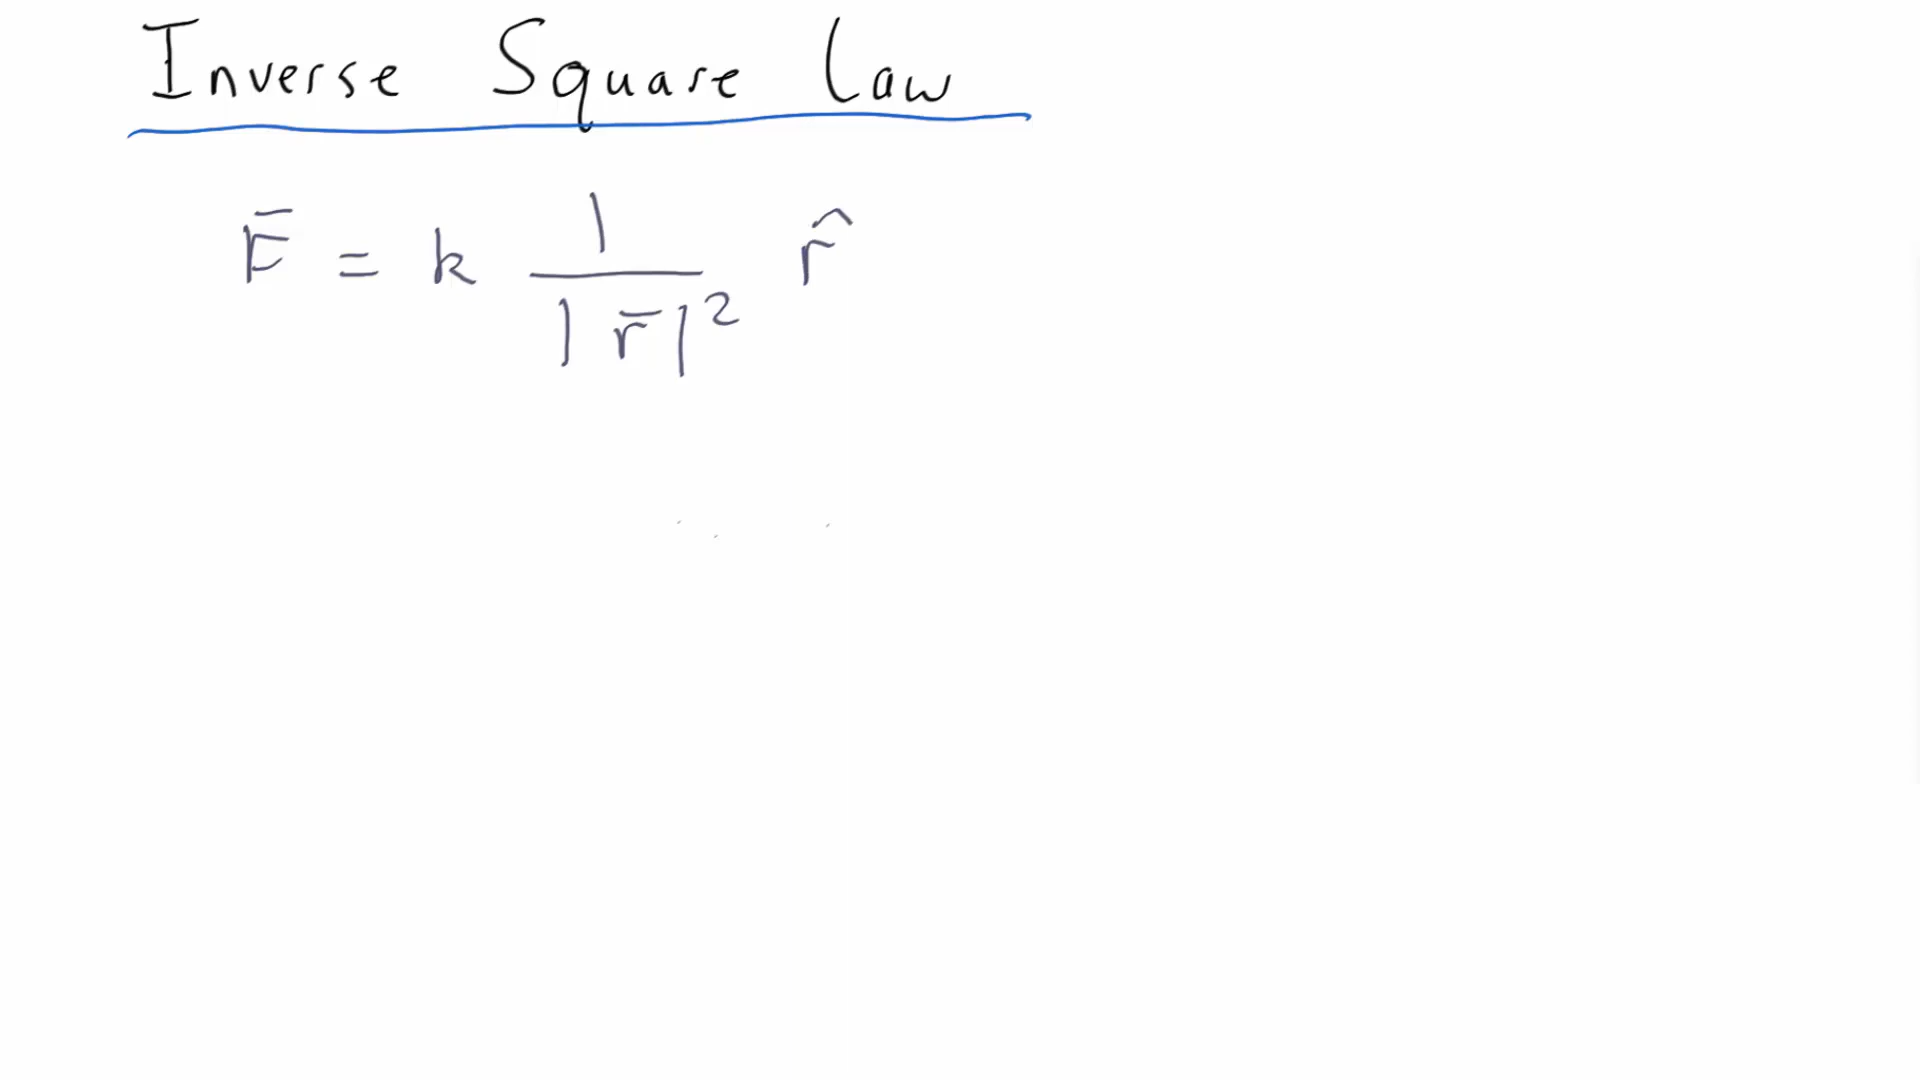 Inverse Square Law
F̄ = k 1/|r̄|² r̂